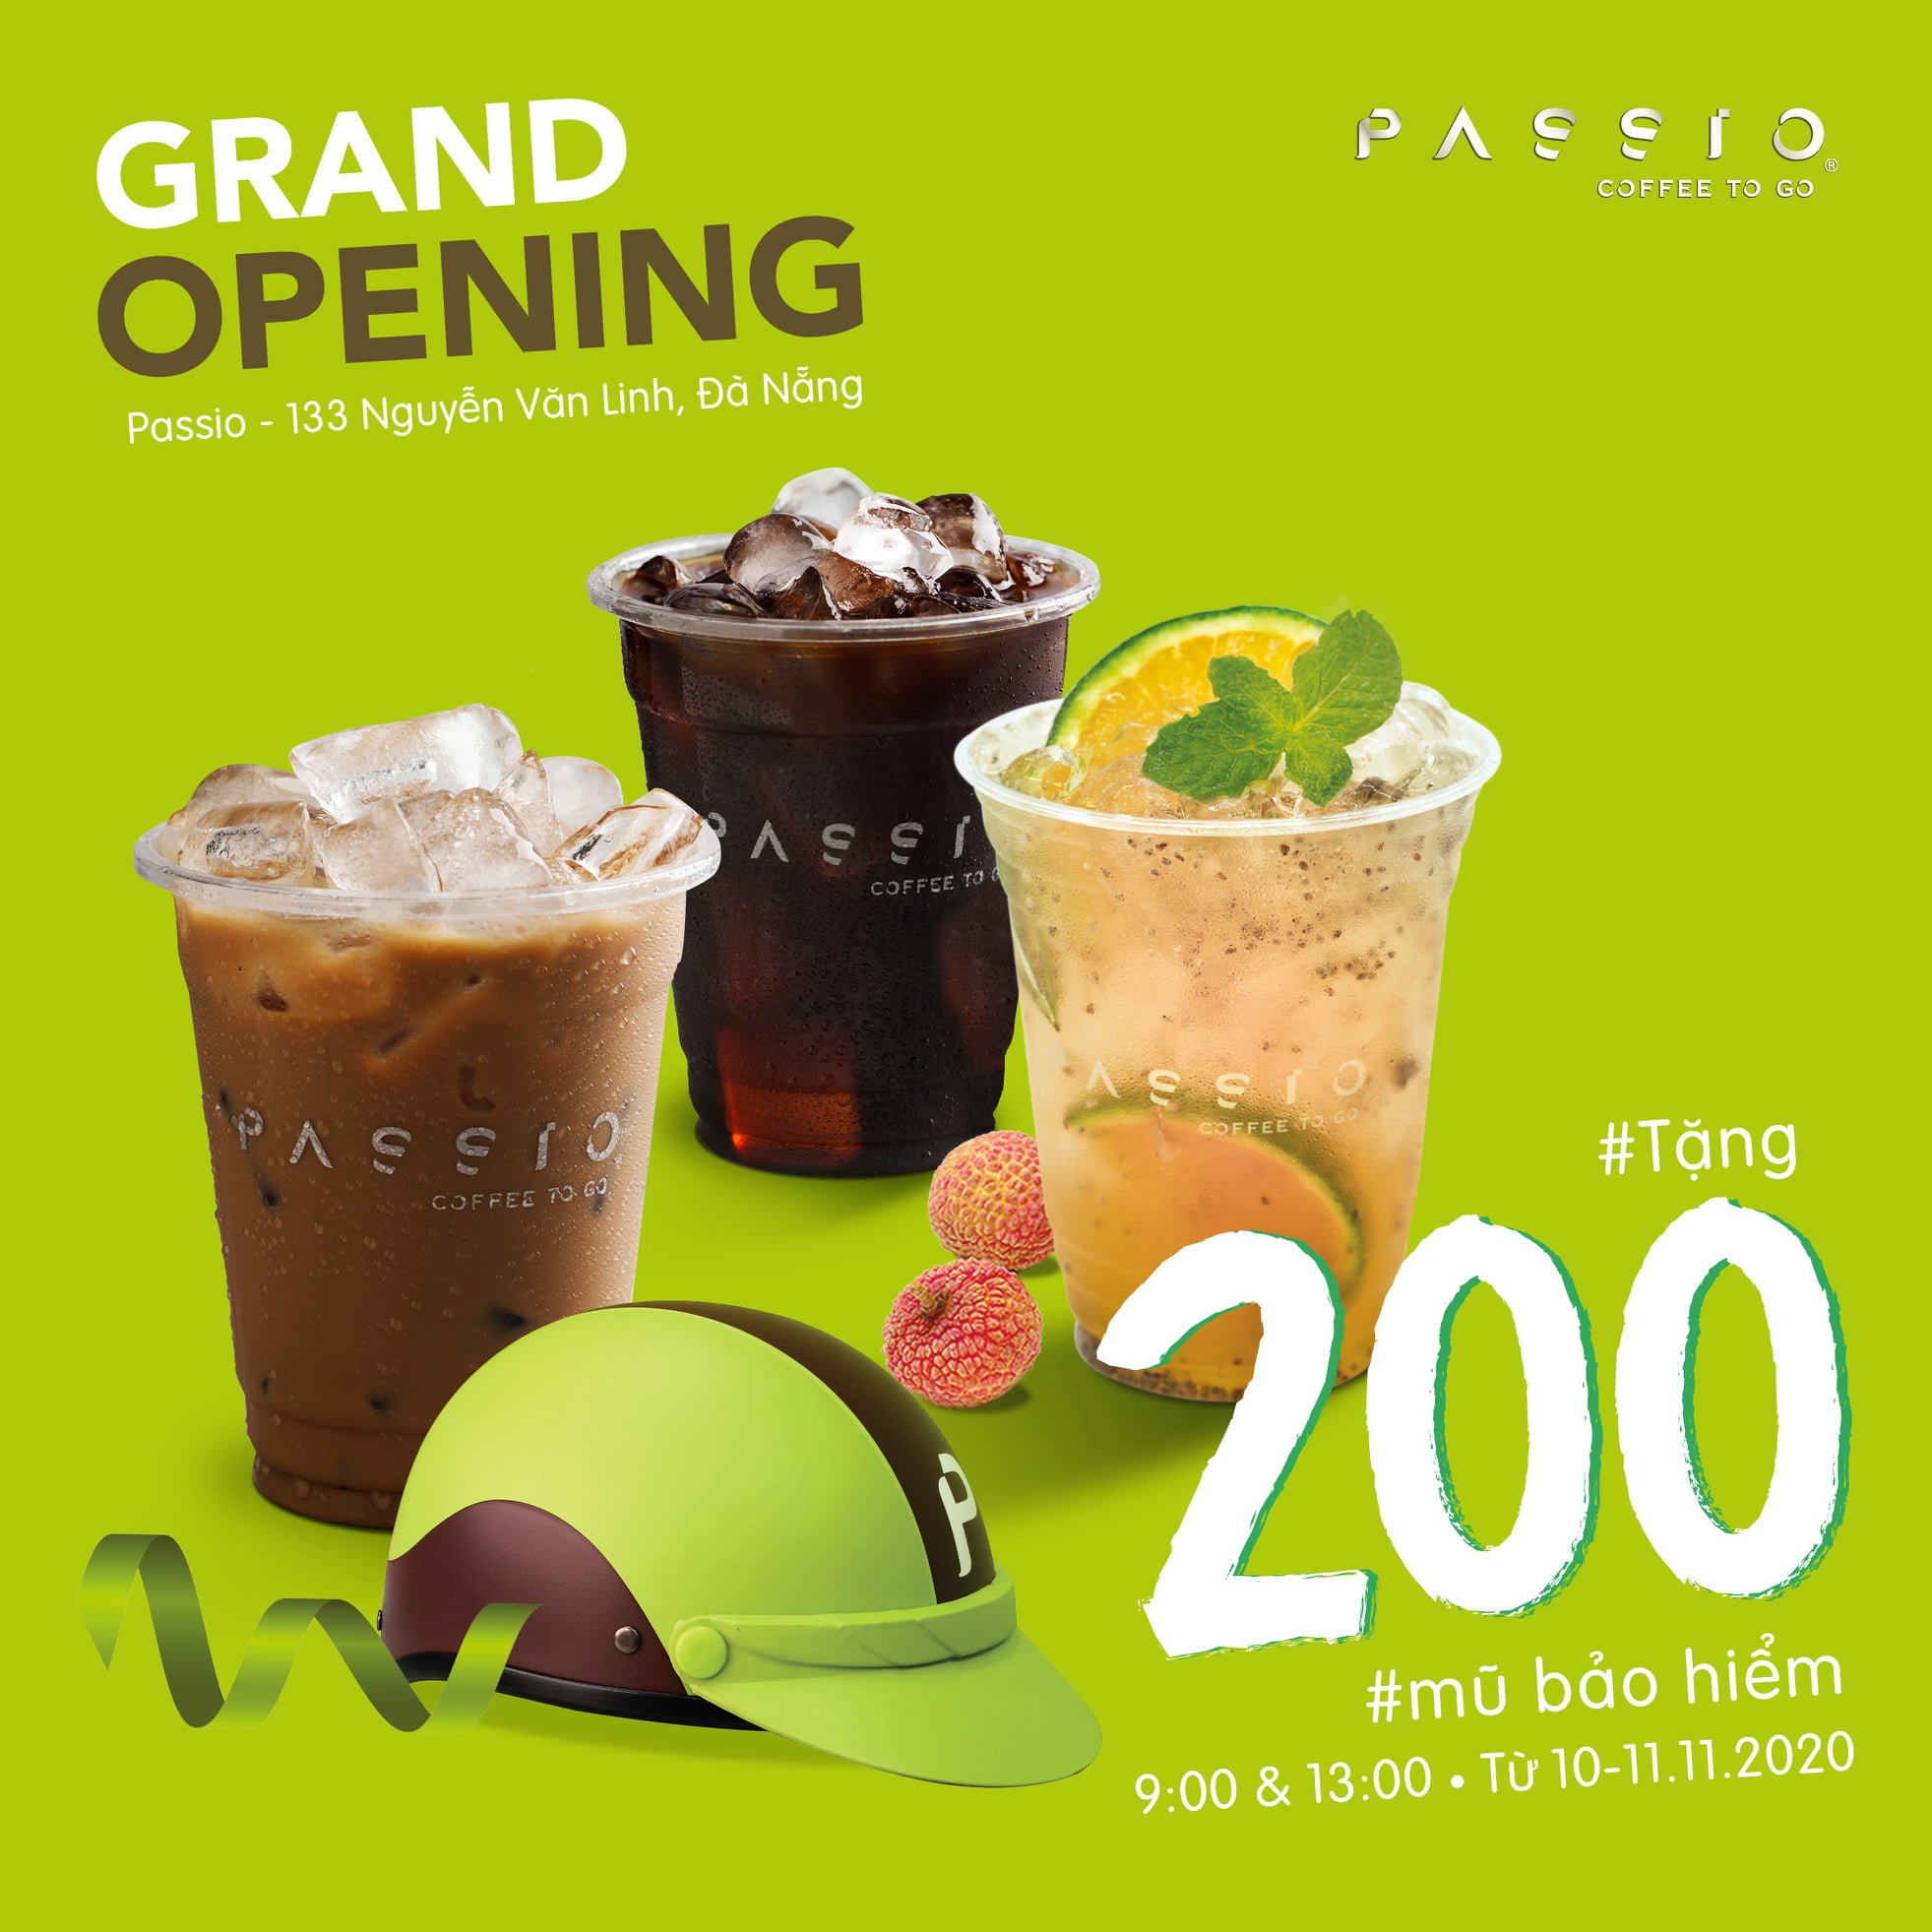 GRAND
OPENING
Passio - 133 Nguyễn Văn Linh, Đà Nẵng
PASSIO®
COFFEE TO GO
PASSIO
COFFEE TO GO
PASSIO
COFFEE TO GO
PASSIO
COFFEE TO GO
P
#Tặng
200
#mũ bảo hiểm
9:00 & 13:00 • Từ 10-11.11.2020